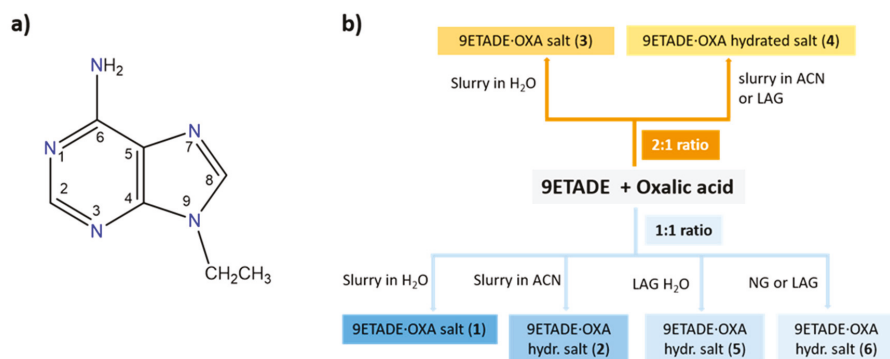 a)
NH2
N
1
6
5
N
7
2
8
4
9
3
N
N
CH2CH3
b)
9ETADE·OXA salt (3)
9ETADE·OXA hydrated salt (4)
Slurry in H2O
slurry in ACN
or LAG
2:1 ratio
9ETADE + Oxalic acid
1:1 ratio
Slurry in H2O
Slurry in ACN
LAG H2O
NG or LAG
9ETADE·OXA salt (1)
9ETADE·OXA
hydr. salt (2)
9ETADE·OXA
hydr. salt (5)
9ETADE·OXA
hydr. salt (6)